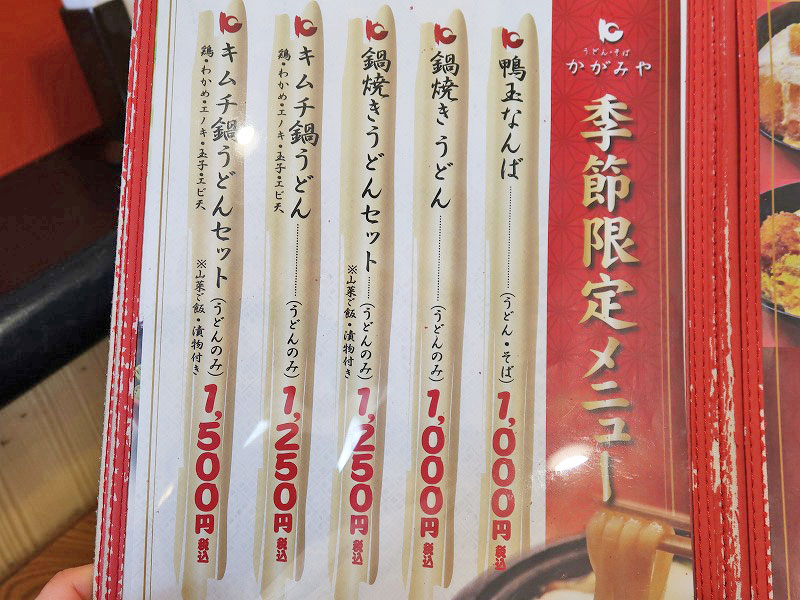 うどん・そば
かがみや
季節限定メニュー
鴨玉なんば…………(うどん・そば) 1,000円 税込
鍋焼きうどん…………(うどんのみ) 1,000円 税込
鍋焼きうどんセット……(うどんのみ) 1,250円 税込
※山菜ご飯・漬物付き
キムチ鍋うどん…………(うどんのみ) 1,250円 税込
鶏・わかめ・エノキ・玉子・エビ天
キムチ鍋うどんセット(うどんのみ) 1,500円 税込
鶏・わかめ・エノキ・玉子・エビ天
※山菜ご飯・漬物付き